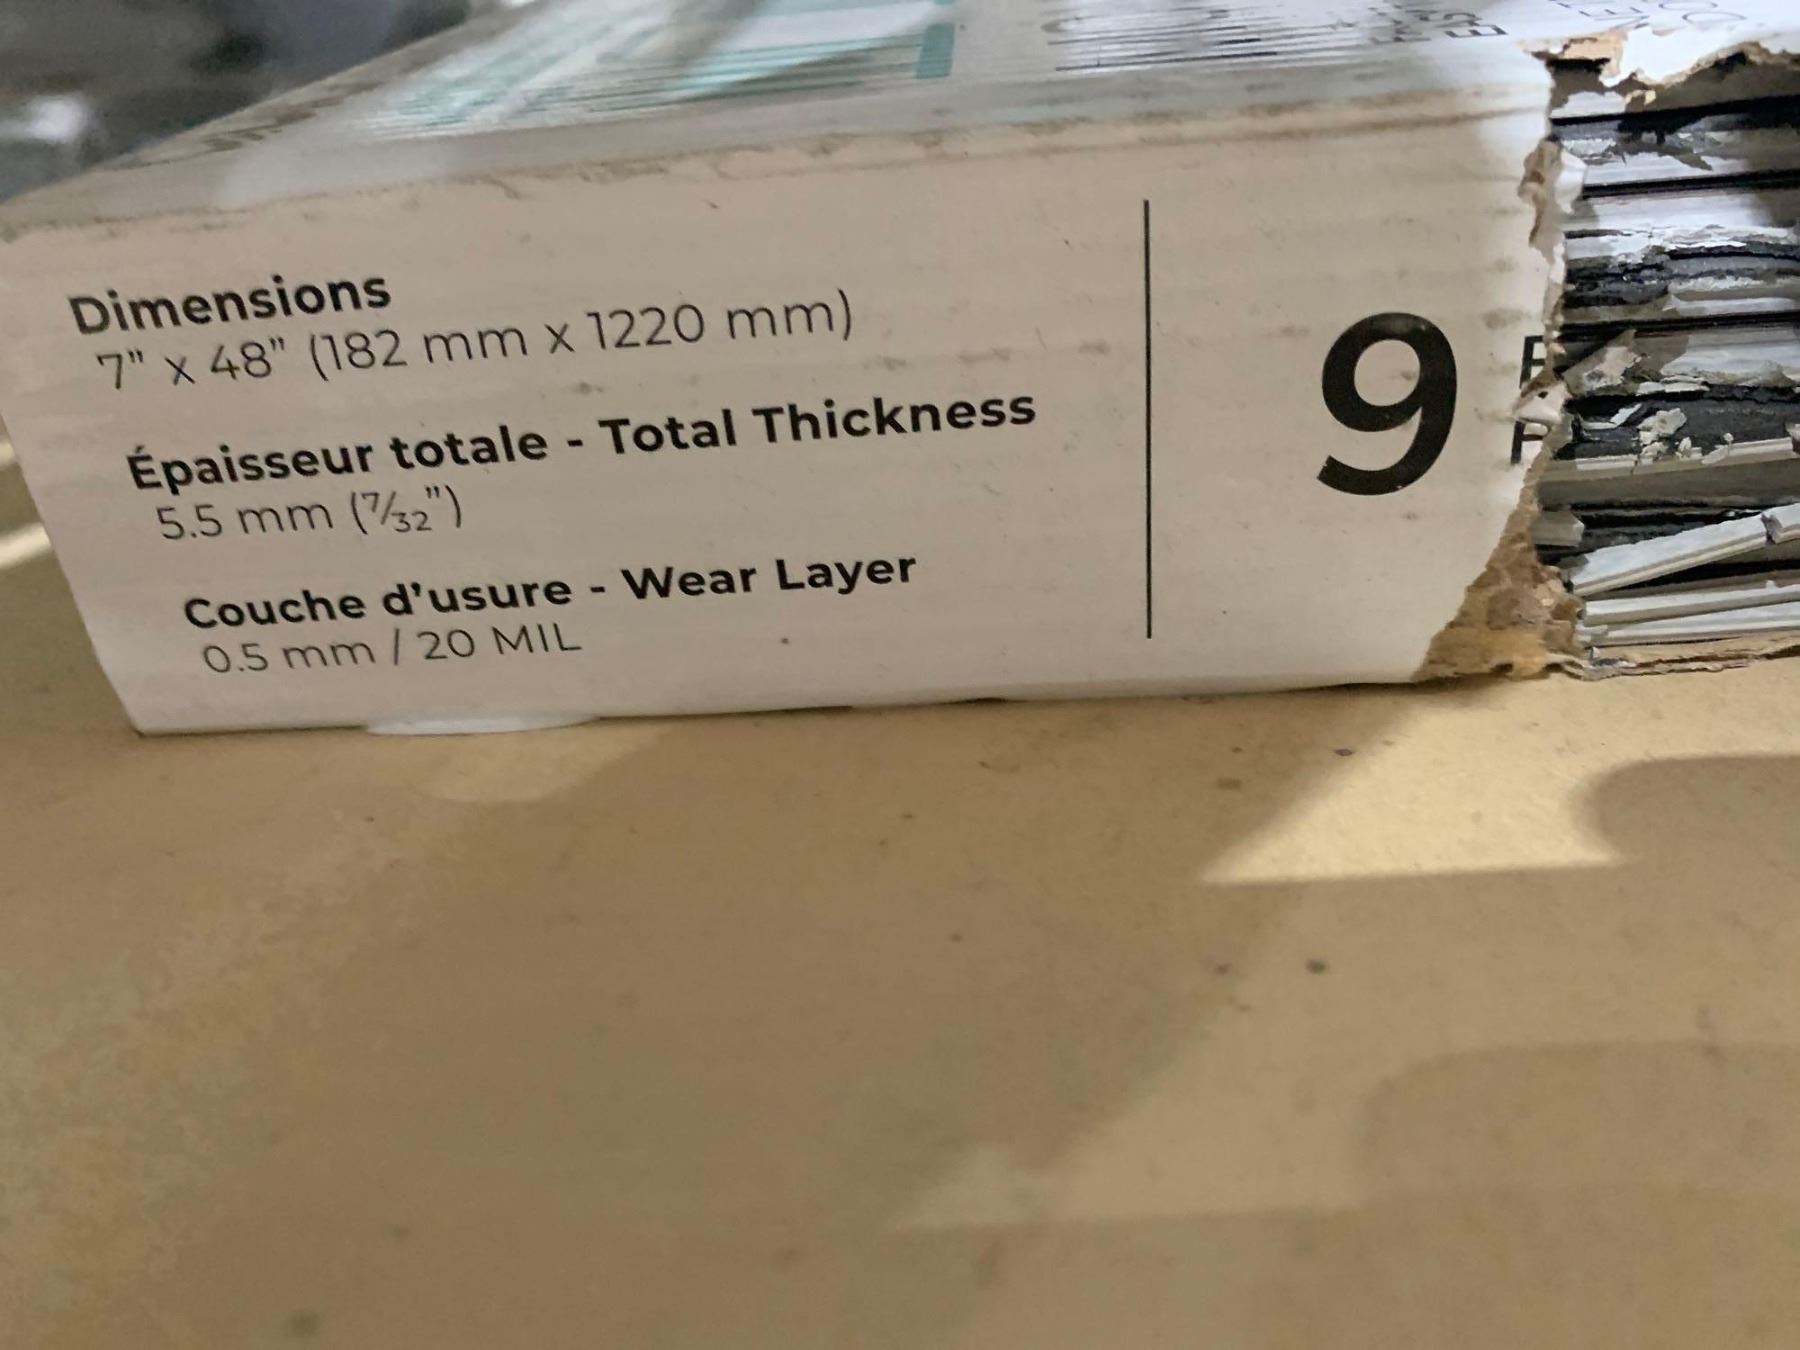 Dimensions
7" x 48" (182 mm x 1220 mm)
Épaisseur totale - Total Thickness
5.5 mm (7/32")
Couche d'usure - Wear Layer
0.5 mm / 20 MIL
9